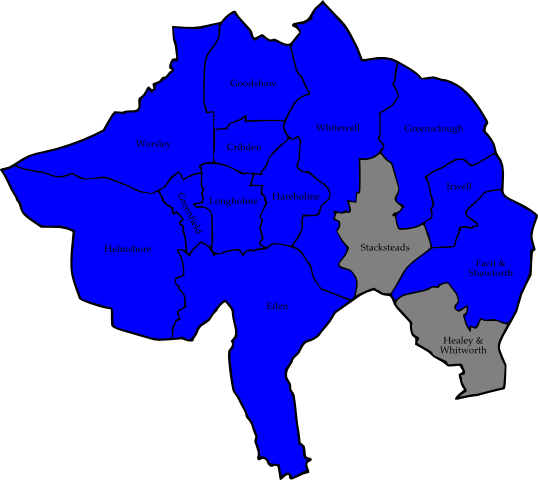 Goodshaw
Whitewell
Greensclough
Worsley
Cribden
Irwell
Longholme
Hareholme
Greenfield
Helmshore
Stacksteads
Facit &
Shawforth
Eden
Healey &
Whitworth